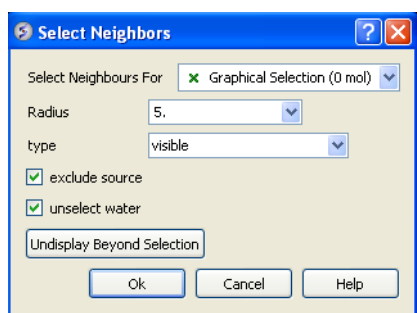 Select Neighbors
Select Neighbours For Graphical Selection (0 mol)
Radius 5.
type visible
exclude source
unselect water
Undisplay Beyond Selection
Ok Cancel Help